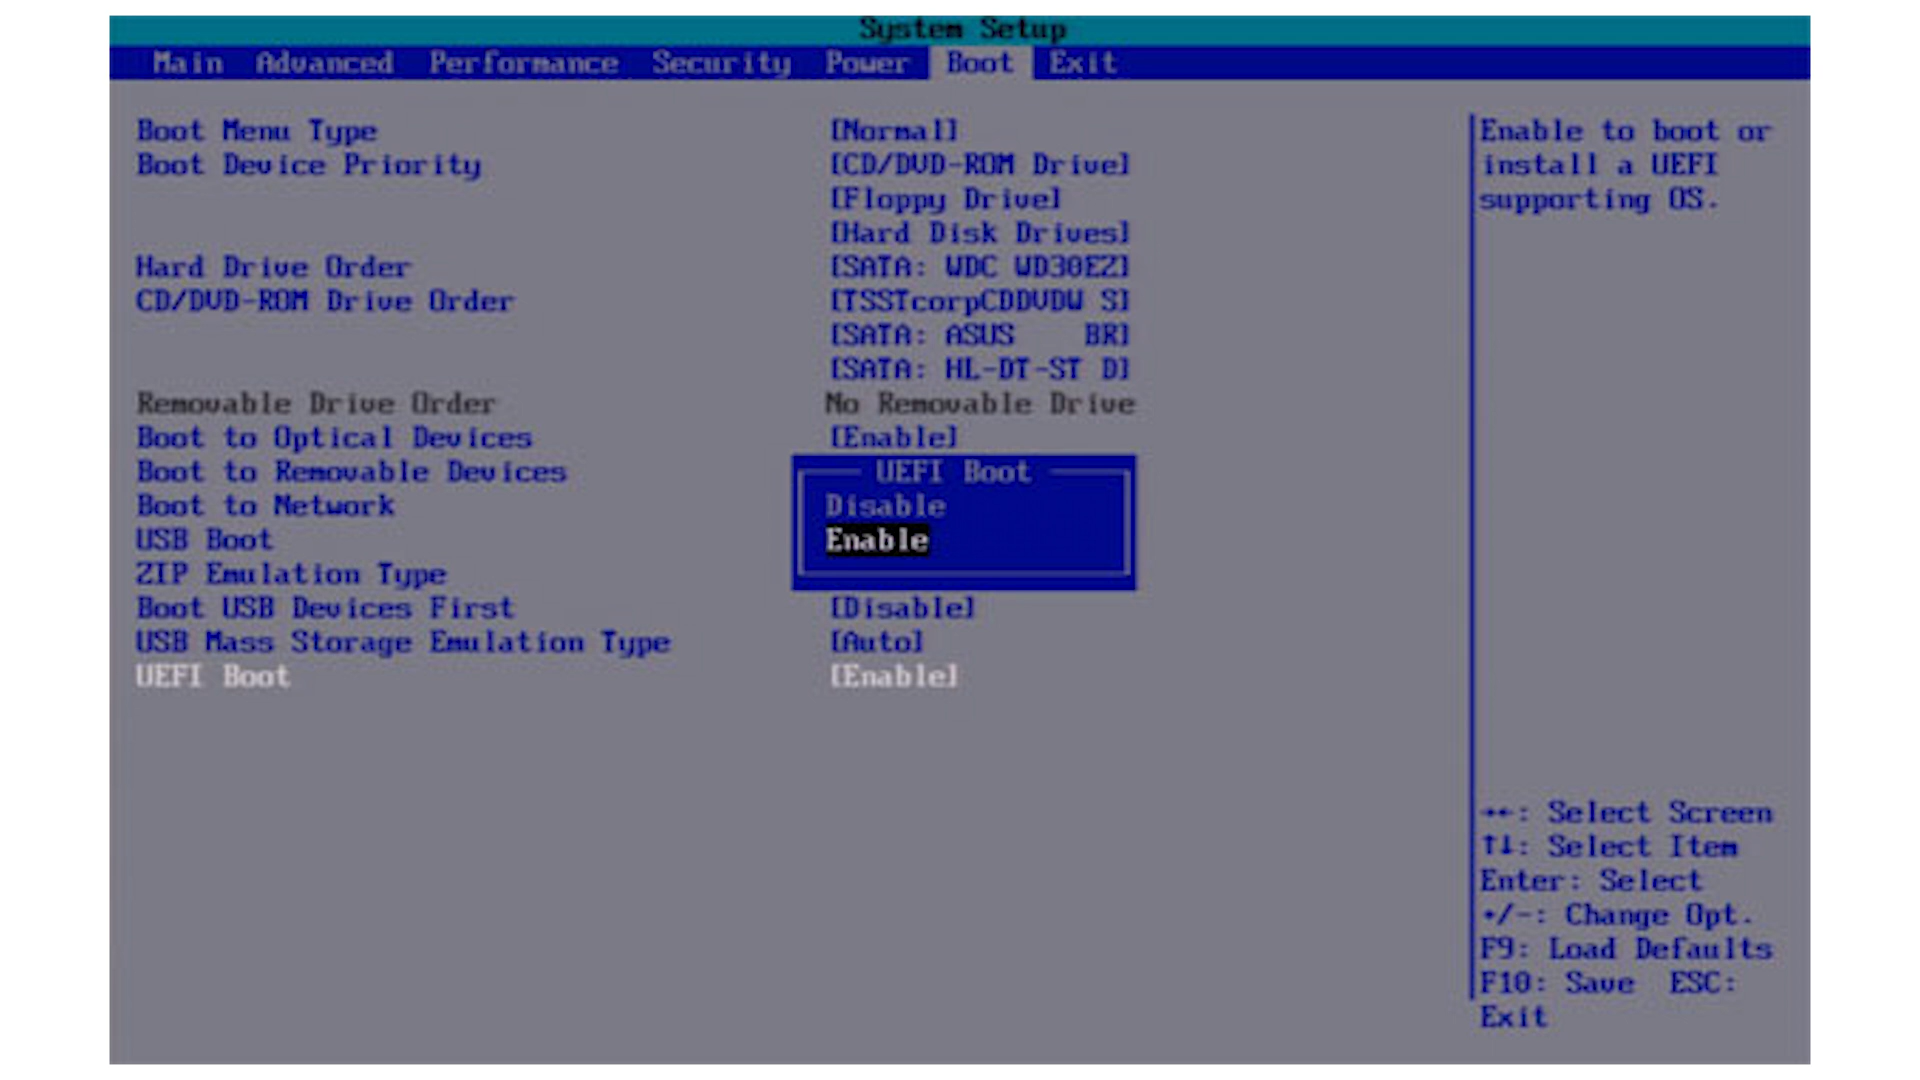 System Setup
Main Advanced Performance Security Power Boot Exit
Boot Menu Type [Normal]
Boot Device Priority [CD/DVD-ROM Drive]
[Floppy Drive]
[Hard Disk Drives]
Hard Drive Order [SATA: WDC WD30EZ]
CD/DVD-ROM Drive Order [TSSTcorpCDDVDW S]
[SATA: ASUS BR]
[SATA: HL-DT-ST D]
Removable Drive Order No Removable Drive
Boot to Optical Devices [Enable]
Boot to Removable Devices
Boot to Network
USB Boot
ZIP Emulation Type
Boot USB Devices First [Disable]
USB Mass Storage Emulation Type [Auto]
UEFI Boot [Enable]
UEFI Boot
Disable
Enable
Enable to boot or
install a UEFI
supporting OS.
→←: Select Screen
↑↓: Select Item
Enter: Select
+/-: Change Opt.
F9: Load Defaults
F10: Save ESC:
Exit